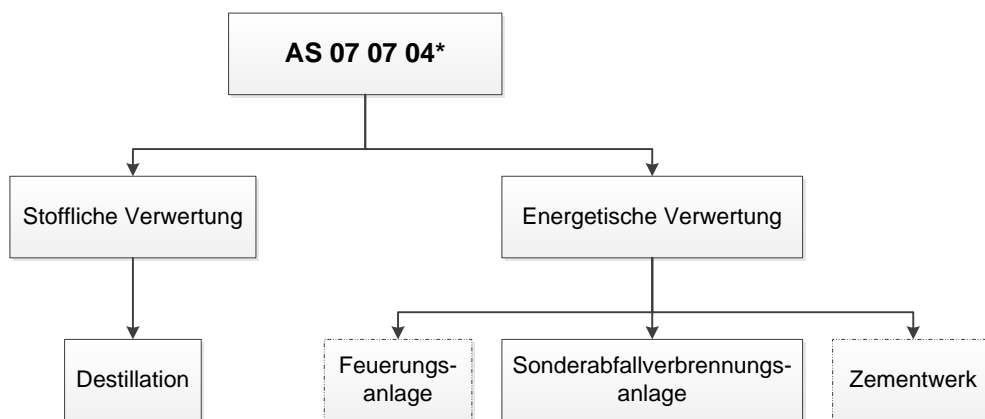 AS 07 07 04*
Stoffliche Verwertung
Energetische Verwertung
Destillation
Feuerungs-
anlage
Sonderabfallverbrennungs-
anlage
Zementwerk